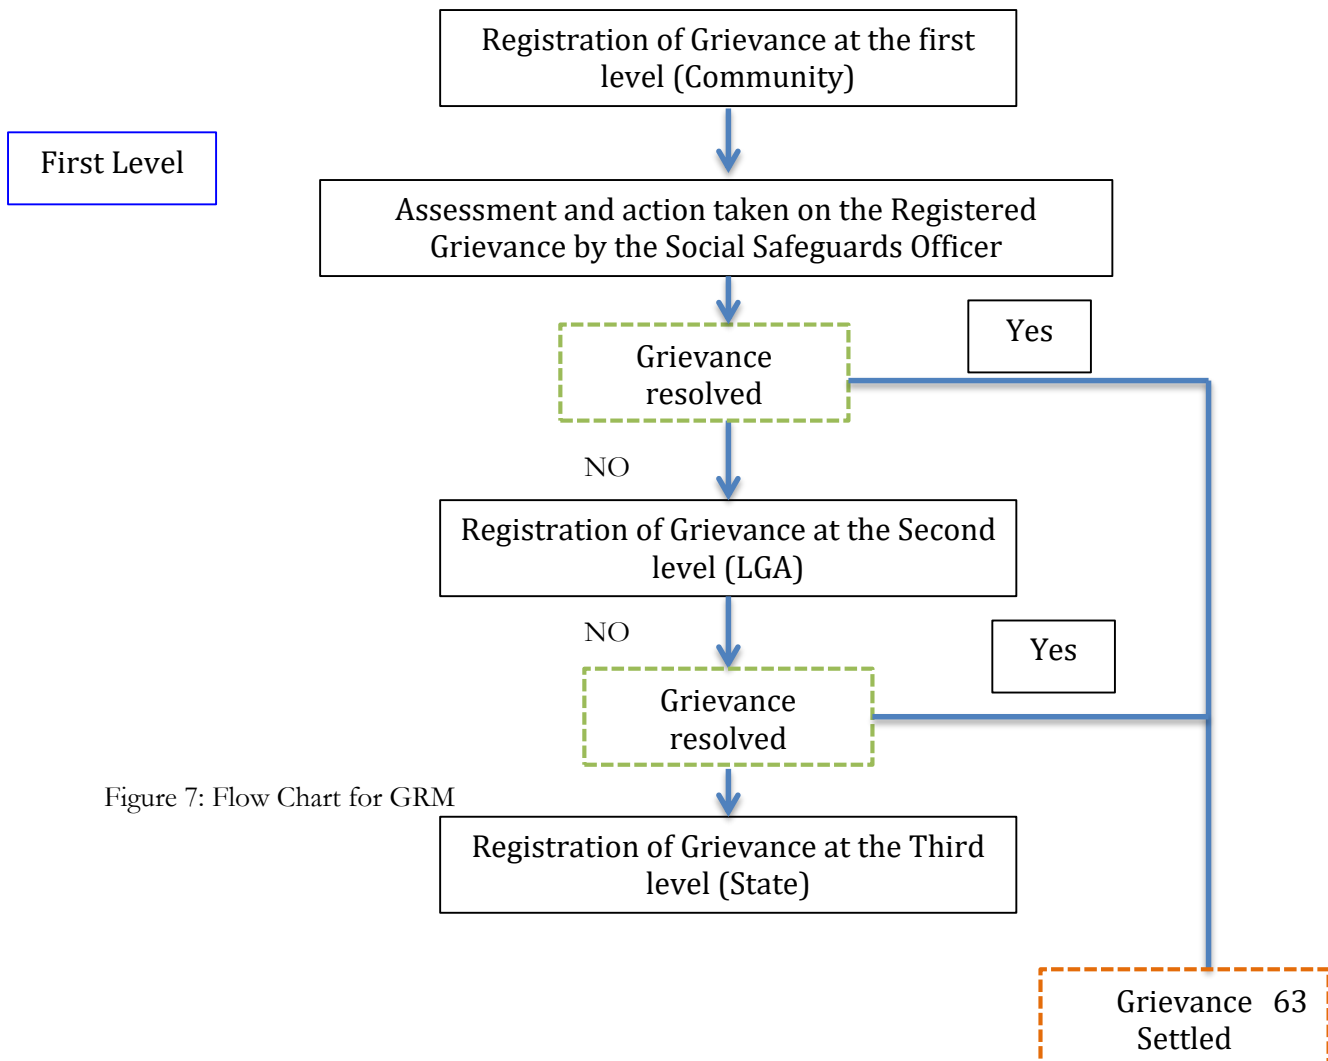 Registration of Grievance at the first
level (Community)
First Level
Assessment and action taken on the Registered
Grievance by the Social Safeguards Officer
Yes
Grievance
resolved
NO
Registration of Grievance at the Second
level (LGA)
NO
Yes
Grievance
resolved
Figure 7: Flow Chart for GRM
Registration of Grievance at the Third
level (State)
Grievance 63
Settled